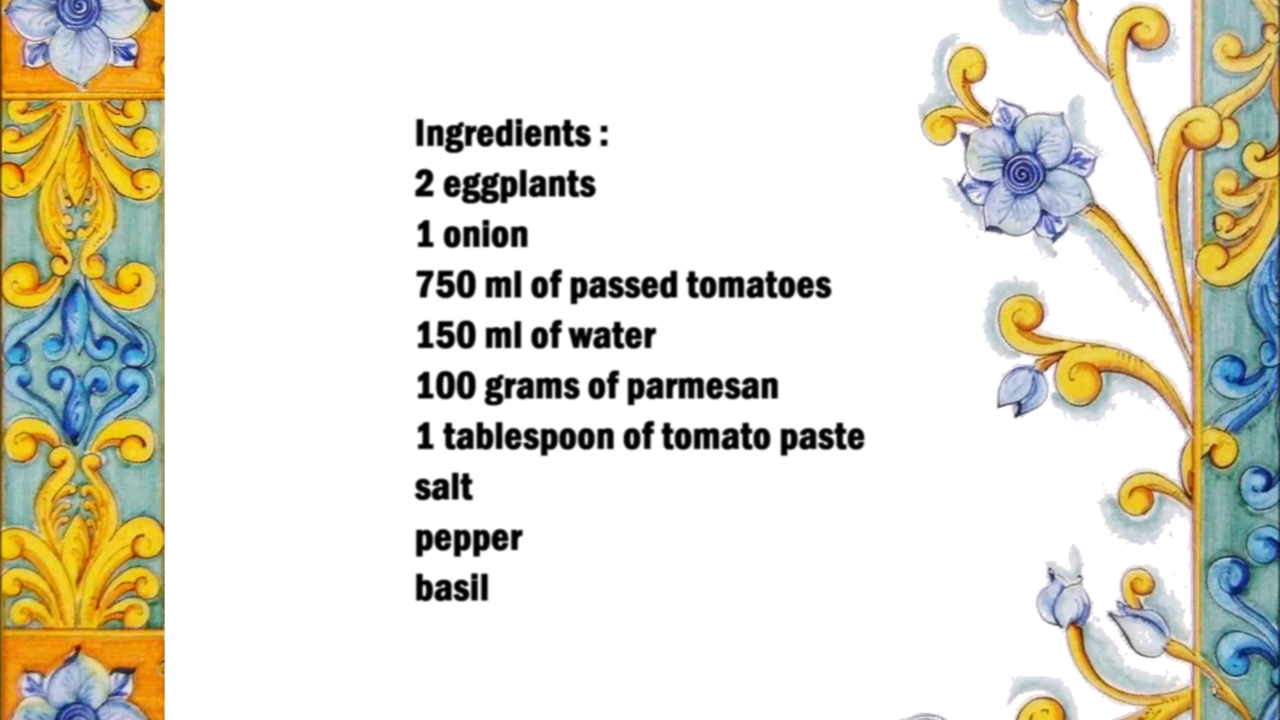 Ingredients :
2 eggplants
1 onion
750 ml of passed tomatoes
150 ml of water
100 grams of parmesan
1 tablespoon of tomato paste
salt
pepper
basil